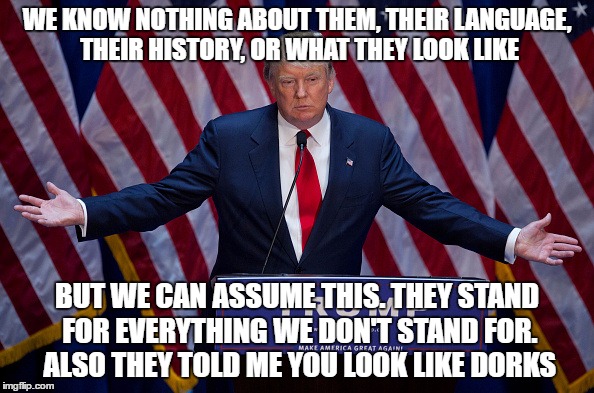 WE KNOW NOTHING ABOUT THEM, THEIR LANGUAGE,
THEIR HISTORY, OR WHAT THEY LOOK LIKE
BUT WE CAN ASSUME THIS. THEY STAND
FOR EVERYTHING WE DON'T STAND FOR.
TRUMP
MAKE AMERICA GREAT AGAIN!
ALSO THEY TOLD ME YOU LOOK LIKE DORKS
imgflip.com